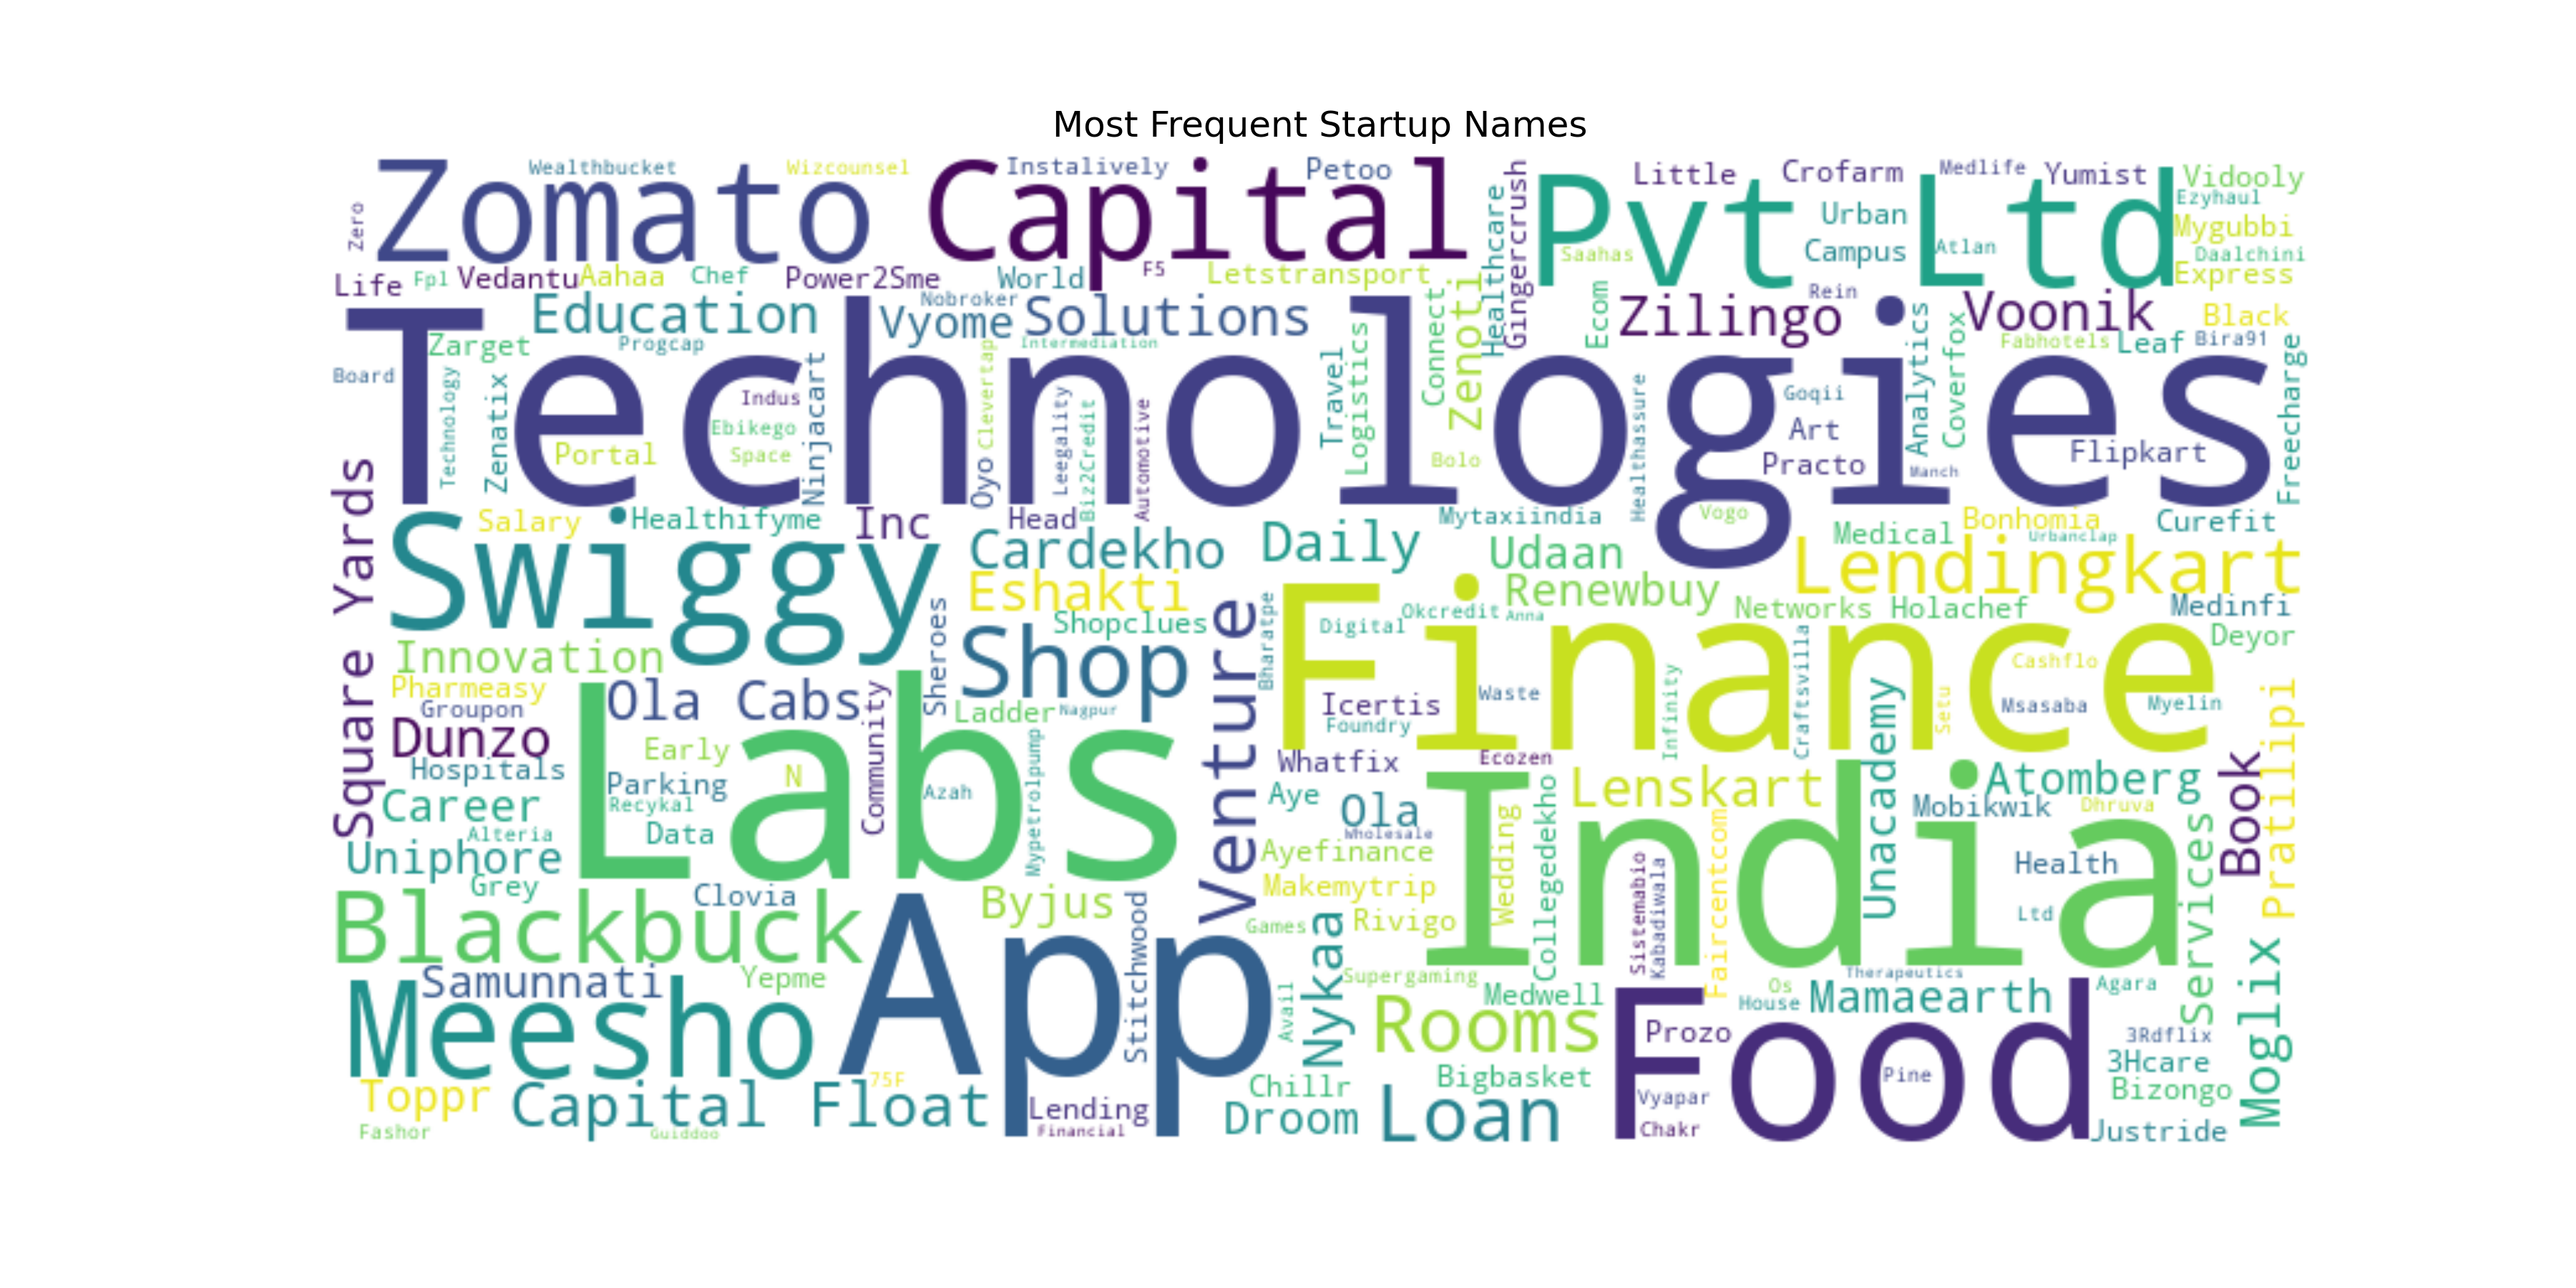 Most Frequent Startup Names
Zomato
Wealthbucket
Wizcounsel
Capital
Instalively
Petoo
Healthcare
Gingercrush
Pvt Ltd
Little
Crofarm
Medlife
Yumist
Vidooly
Ezyhaul
Zero
Saahas
Urban
Campus
Atlan
Mygubbi
Daalchini
Express
Life
Fpl
Vedantu
Aahaa
Chef
Power2Sme
World
F5
Letstransport
Education
Vyome
Nobroker
Solutions
Intermediation
Connect
Zenoti
Ecom
Zilingo
Rein
Voonik
Black
Technologies
Zarget
Progcap
Analytics
Coverfox
Fabhotels
Leaf
Bira91
Freecharge
Board
Technology
Zenatix
Indus
Ebikego
Portal
Space
Ninjacart
Oyo
Clevertap
Leegality
Biz2Credit
Automotive
Travel
Logistics
Bolo
Healthassure
Goqii
Art
Practo
Manch
Flipkart
Square Yards
Swiggy
Salary
Healthifyme
Inc
Head
Mytaxiindia
Vogo
Medical
Bonhomia
Urbanclap
Curefit
Cardekho
Daily
Udaan
Lendingkart
Eshakti
Renewbuy
Sheroes
Shopclues
Shop
Venture
Bharatpe
Finance
Okcredit
Anna
Digital
Networks
Holachef
Medinfi
Deyor
Innovation
Pharmeasy
Groupon
Ola Cabs
Community
Ladder
Nagpur
Icertis
Foundry
Waste
Infinity
Craftsvilla
Cashflo
Setu
Msasaba
Myelin
Dunzo
Labs
Early
N
Parking
Recykal
Data
Azah
Mypetrolpump
Hospitals
Career
Alteria
Uniphore
Whatfix
Ecozen
Aye
Ola
Wholesale
Lenskart
India
Unacademy
Atomberg
Mobikwik
Dhruva
Book
Pratilipi
Grey
Clovia
Byjus
Ayefinance
Makemytrip
Games
Rivigo
Wedding
Collegedekho
Sistemabio
Kabadiwala
Faircentcom
Health
Ltd
Services
Blackbuck
App
Stitchwood
Samunnati
Yepme
Meesho
Avail
Nykaa
Supergaming
Medwell
Rooms
Food
Prozo
Therapeutics
Os
House
Mamaearth
Agara
Moglix
3Rdflix
3Hcare
Bizongo
Toppr
Capital
Float
75F
Lending
Financial
Chillr
Droom
Bigbasket
Loan
Vyapar
Pine
Chakr
Justride
Fashor
Guiddoo